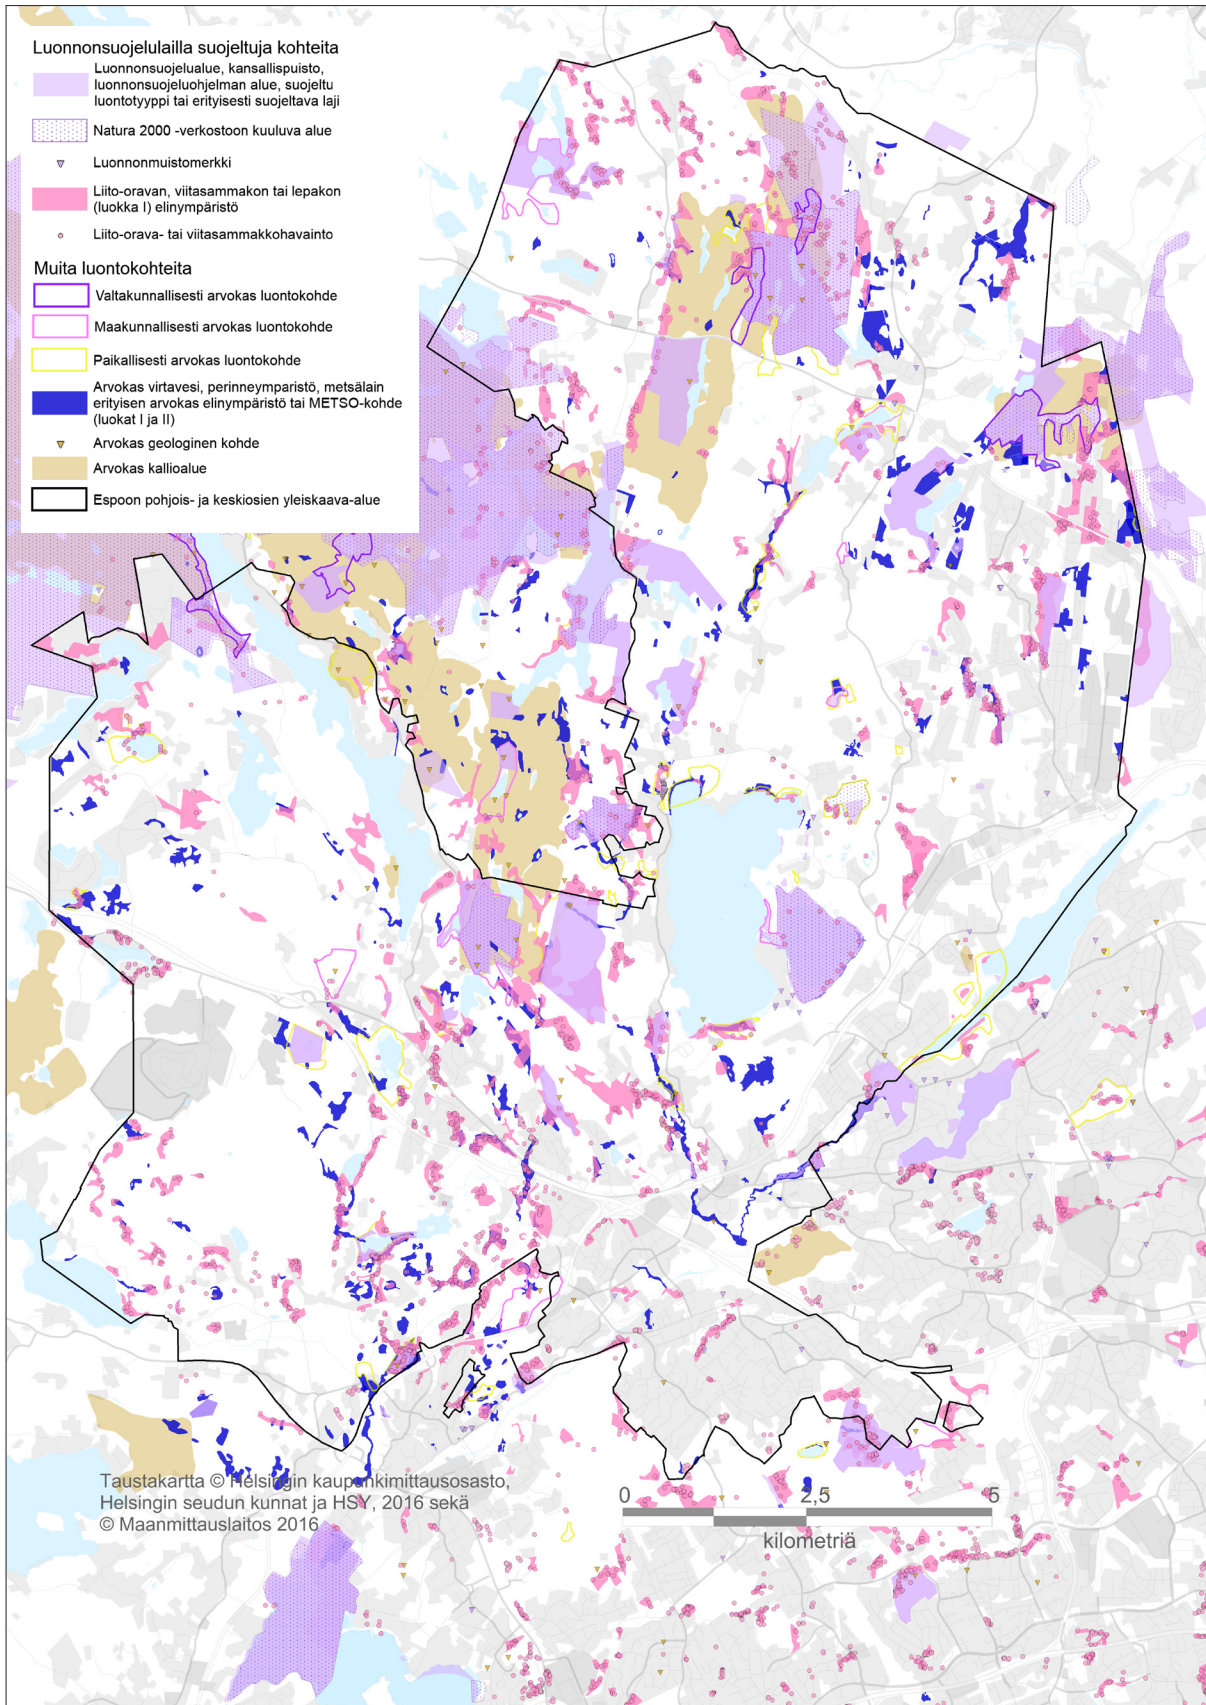 Luonnonsuojelulailla suojeltuja kohteita
Luonnonsuojelualue, kansallispuisto,
luonnonsuojeluohjelman alue, suojeltu
luontotyyppi tai erityisesti suojeltava laji
Natura 2000 -verkostoon kuuluva alue
Luonnonmuistomerkki
Liito-oravan, viitasammakon tai lepakon
(luokka I) elinympäristö
Liito-orava- tai viitasammakkohavainto
Muita luontokohteita
Valtakunnallisesti arvokas luontokohde
Maakunnallisesti arvokas luontokohde
Paikallisesti arvokas luontokohde
Arvokas virtavesi, perinneymparistö, metsälain
erityisen arvokas elinympäristö tai METSO-kohde
(luokat I ja II)
Arvokas geologinen kohde
Arvokas kallioalue
Espoon pohjois- ja keskiosien yleiskaava-alue
Taustakartta © Helsingin kaupunkimittausosasto,
Helsingin seudun kunnat ja HSY, 2016 sekä
© Maanmittauslaitos 2016
0 2,5 5
kilometriä